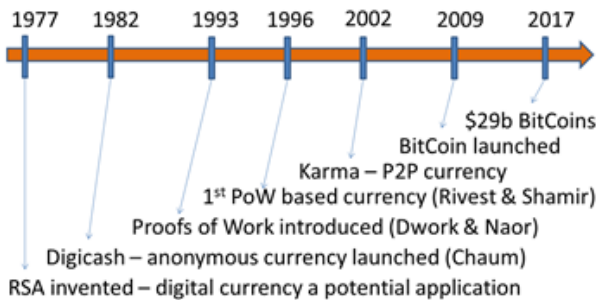 1977 1982 1993 1996 2002 2009 2017
$29b BitCoins
BitCoin launched
Karma – P2P currency
1st PoW based currency (Rivest & Shamir)
Proofs of Work introduced (Dwork & Naor)
Digicash – anonymous currency launched (Chaum)
RSA invented – digital currency a potential application